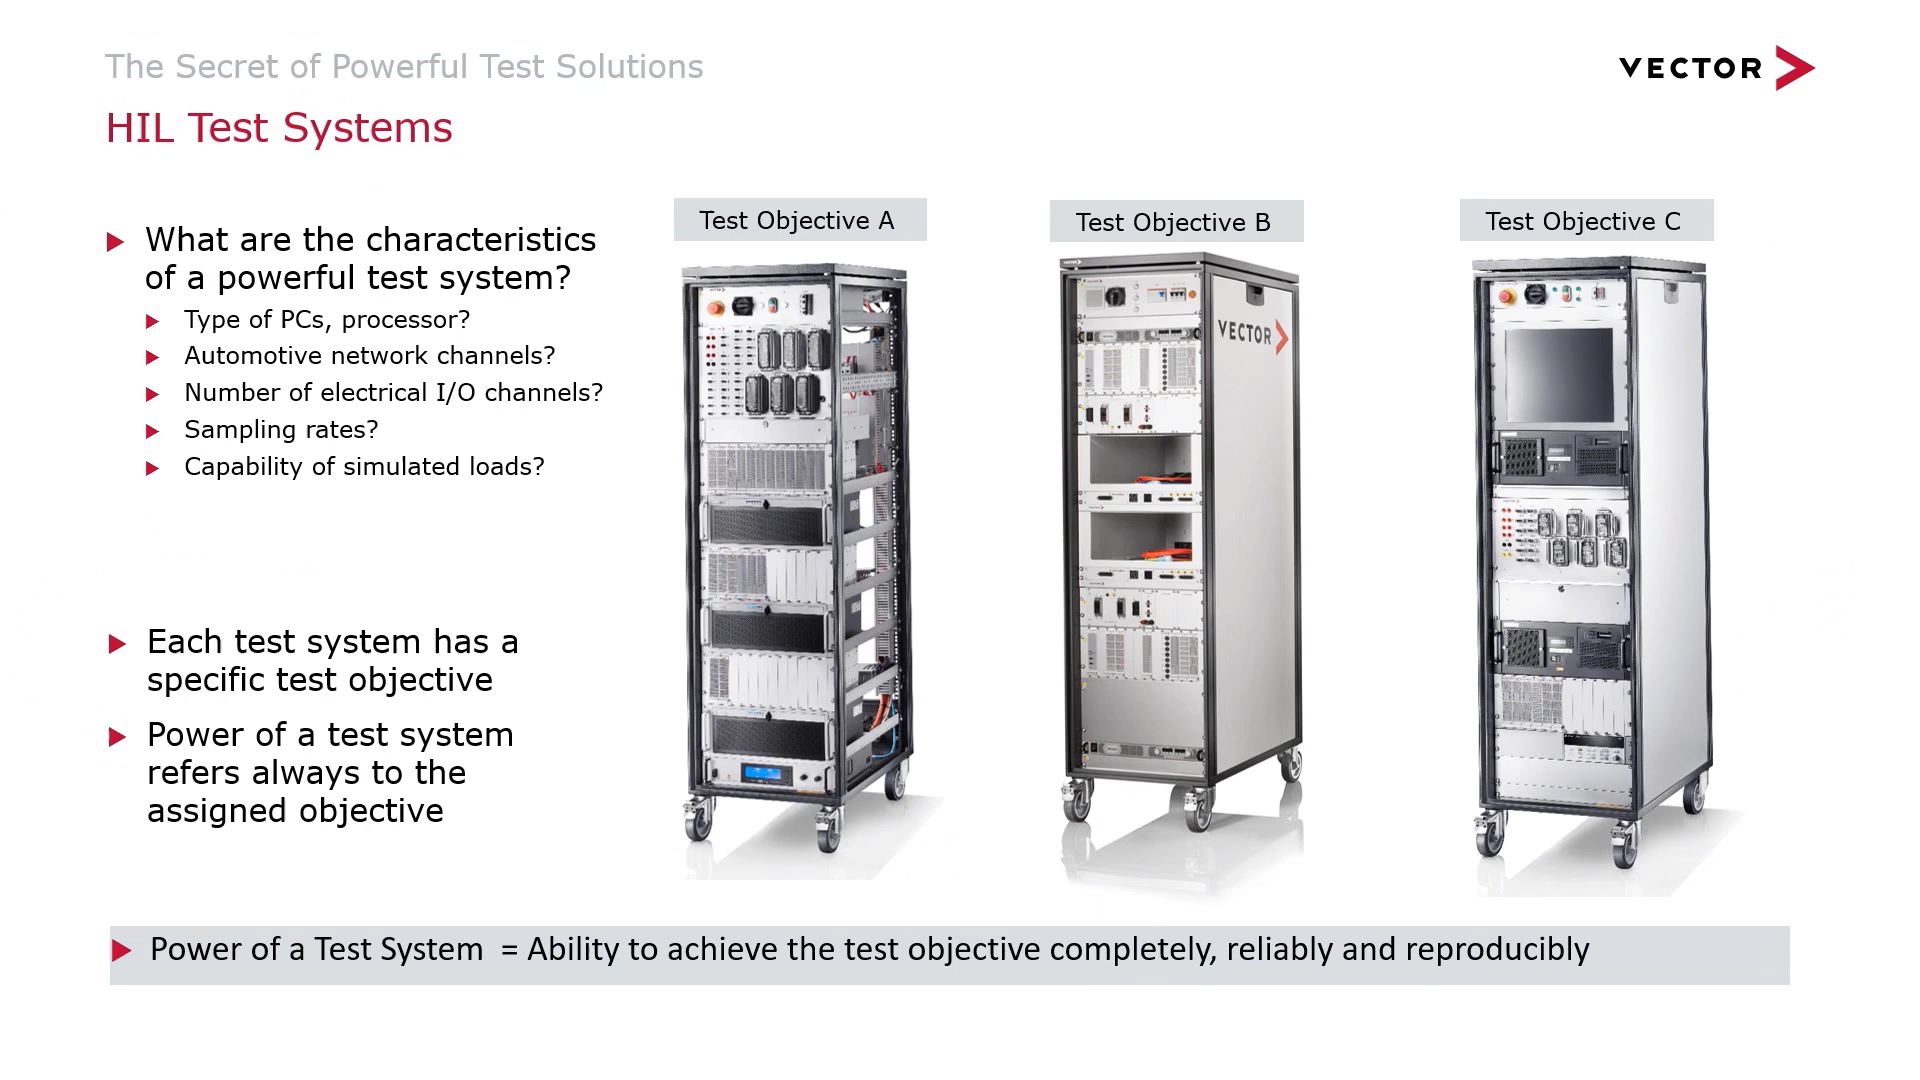 The Secret of Powerful Test Solutions
VECTOR
HIL Test Systems
What are the characteristics
of a powerful test system?
Type of PCs, processor?
Automotive network channels?
Number of electrical I/O channels?
Sampling rates?
Capability of simulated loads?
Each test system has a
specific test objective
Power of a test system
refers always to the
assigned objective
Test Objective A
Test Objective B
Test Objective C
VECTOR
Power of a Test System = Ability to achieve the test objective completely, reliably and reproducibly